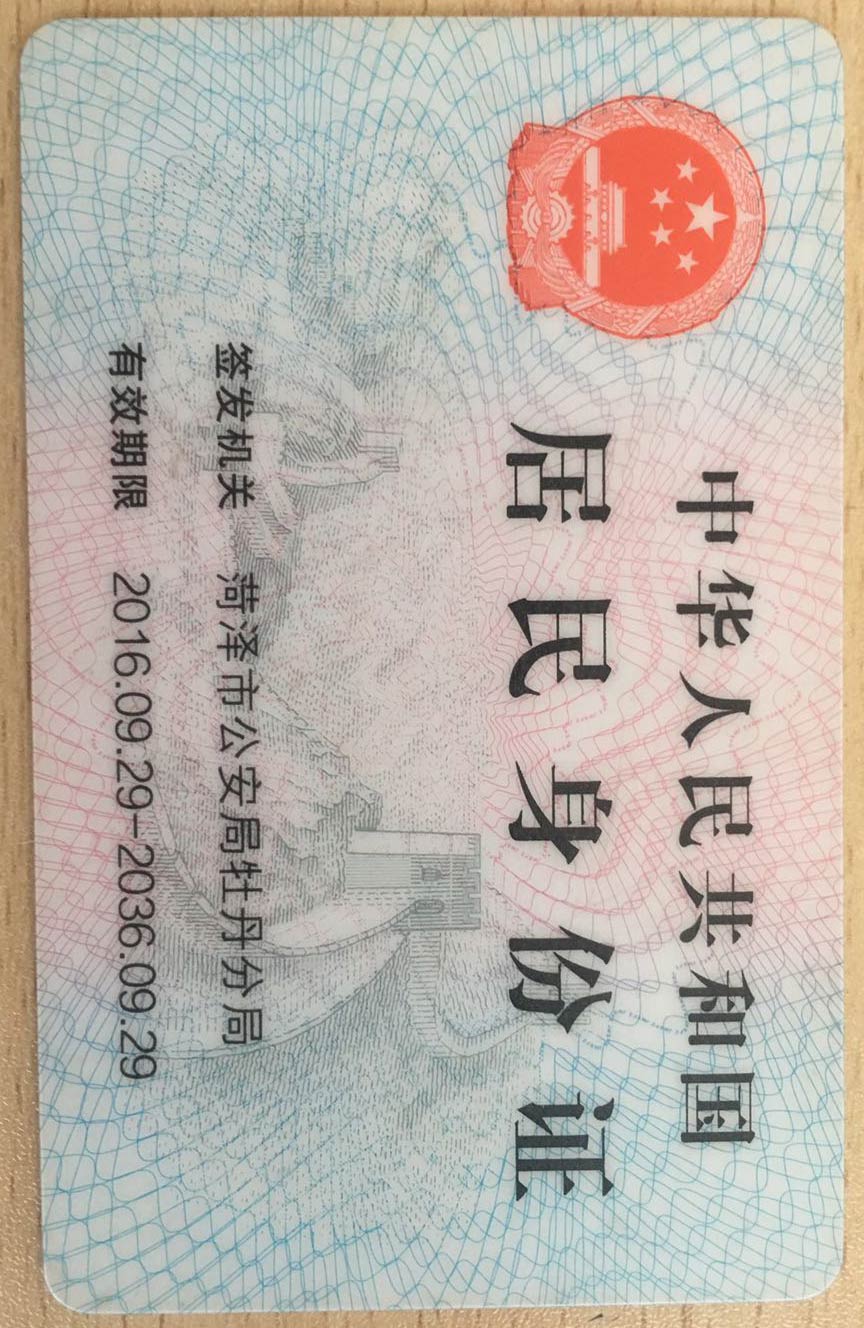 中华人民共和国
居民身份证
签发机关 菏泽市公安局牡丹分局
有效期限 2016.09.29-2036.09.29